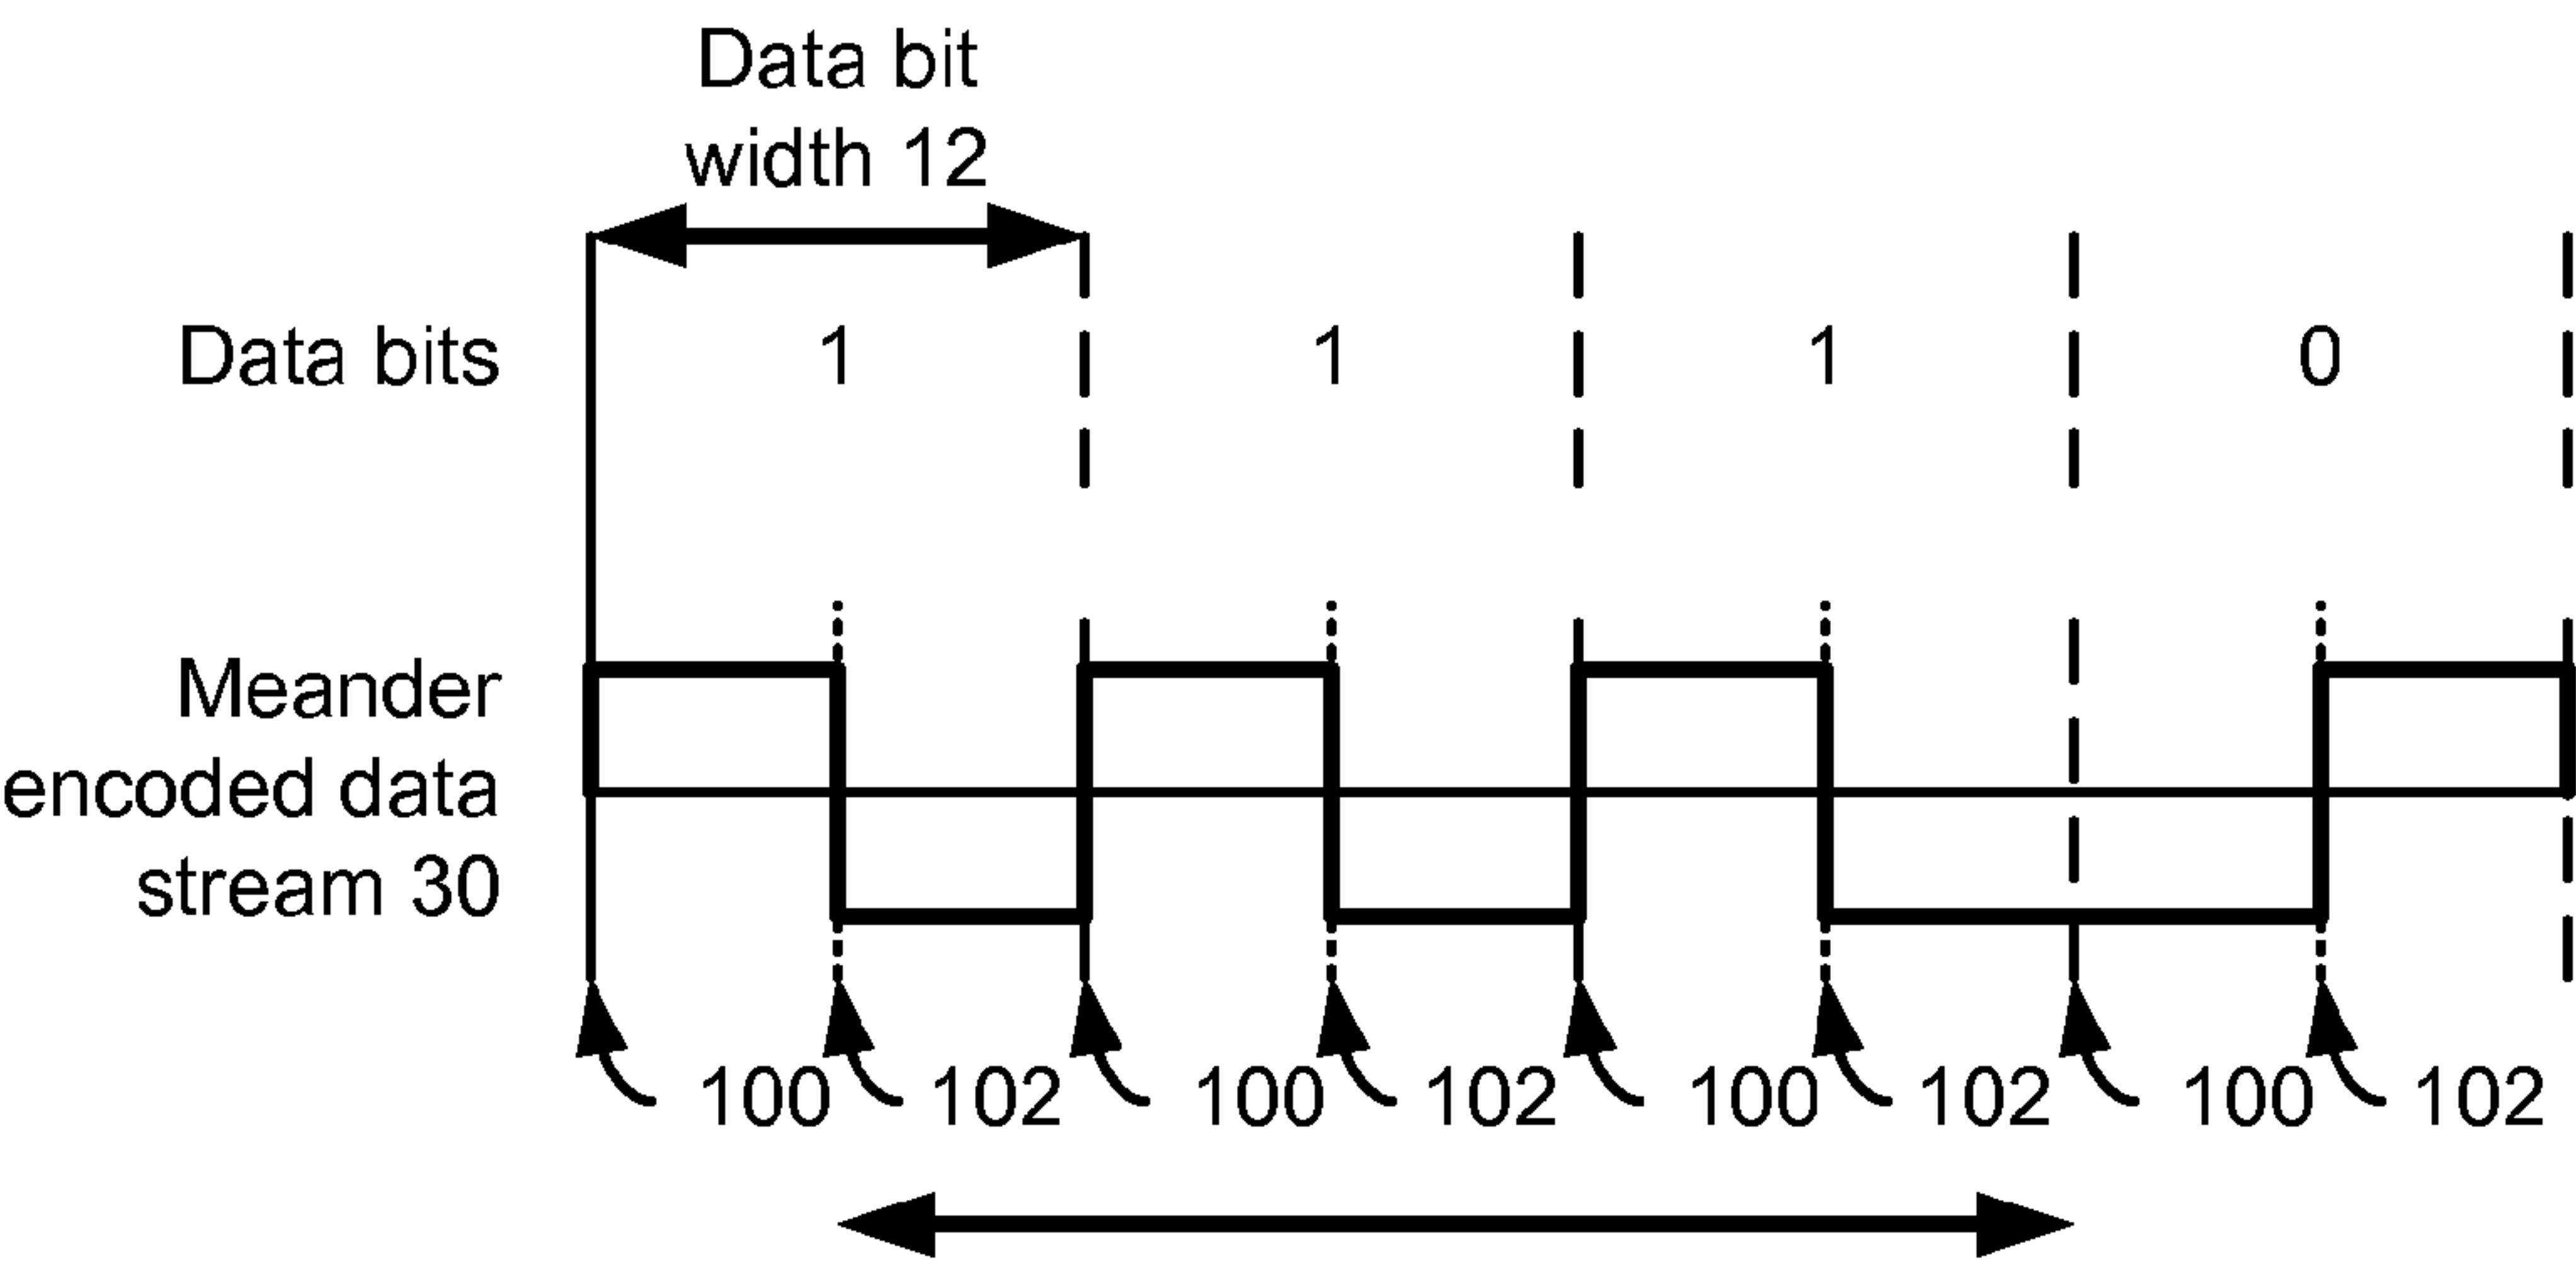 Data bit
width 12
Data bits 1 1 1 0
Meander
encoded data
stream 30
100 102 100 102 100 102 100 102